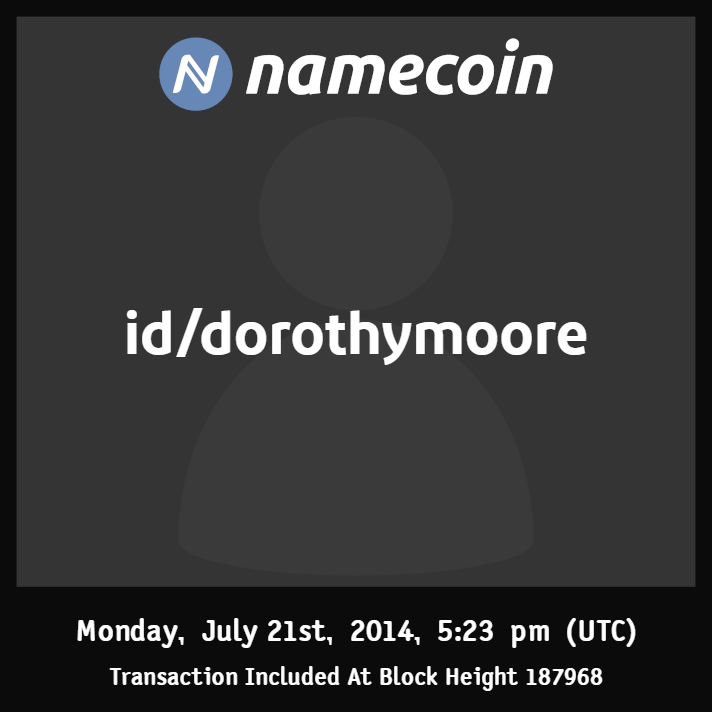 namecoin
id/dorothymoore
Monday, July 21st, 2014, 5:23 pm (UTC)
Transaction Included At Block Height 187968